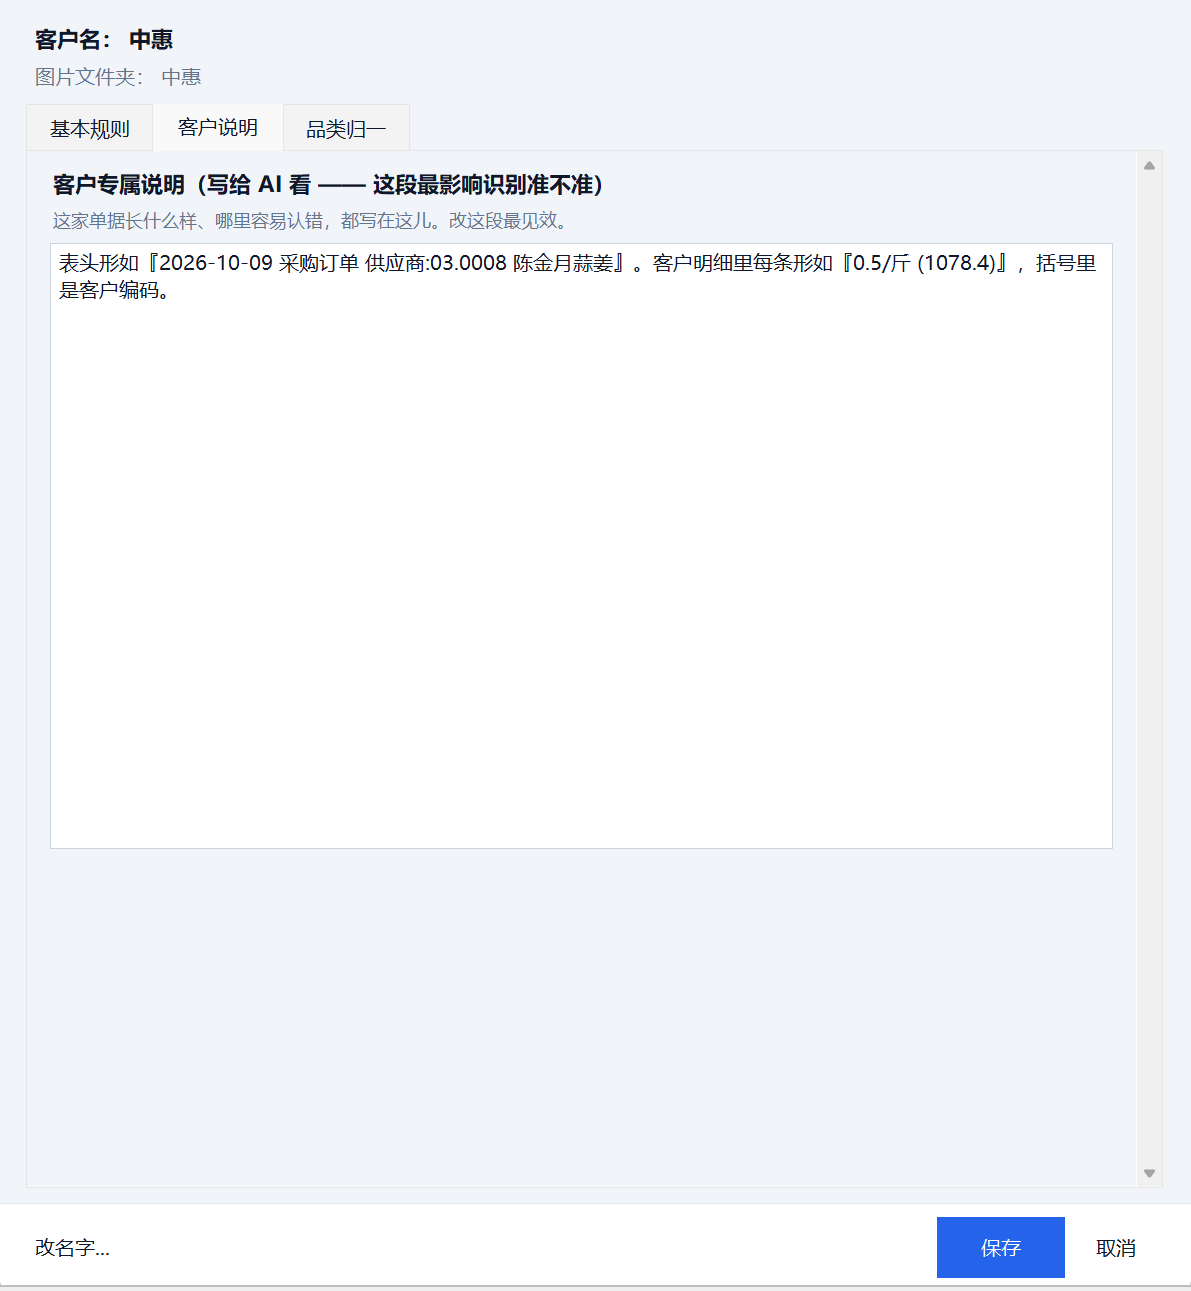 客户名： 中惠
图片文件夹： 中惠
基本规则 客户说明 品类归一
客户专属说明（写给 AI 看 —— 这段最影响识别准不准）
这家单据长什么样、哪里容易认错，都写在这儿。改这段最见效。
表头形如『2026-10-09 采购订单 供应商:03.0008 陈金月蒜姜』。客户明细里每条形如『0.5/斤 (1078.4)』，括号里
是客户编码。
改名字... 保存 取消